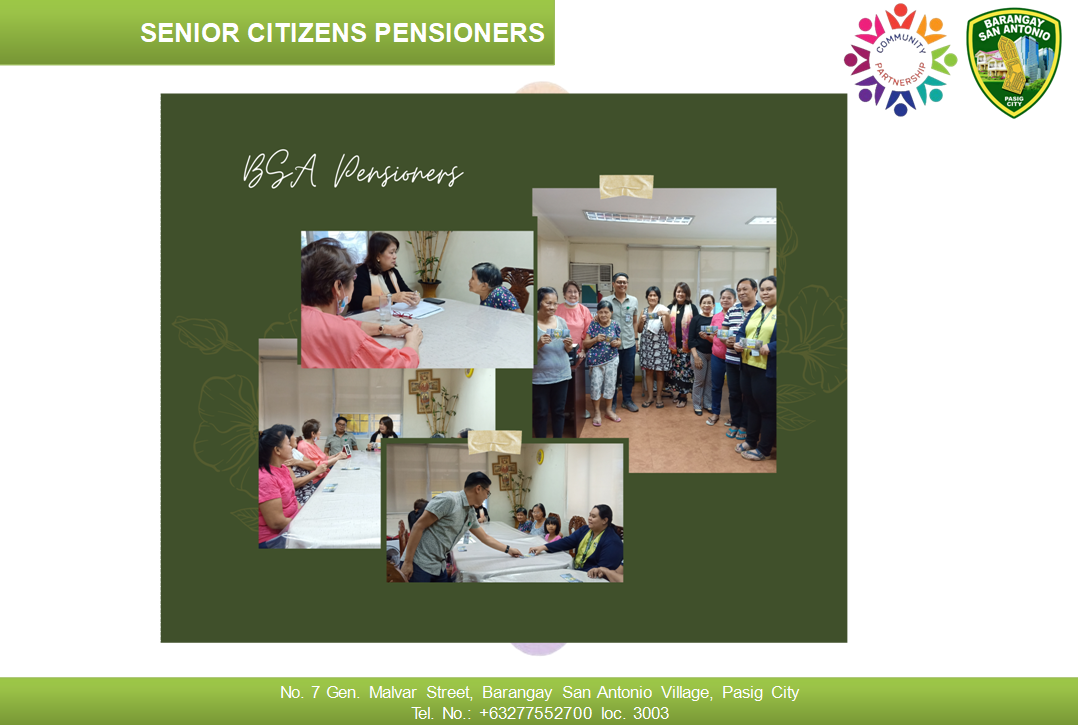 SENIOR CITIZENS PENSIONERS
COMMUNITY
PARTNERSHIP
BARANGAY
SAN ANTONIO
PASIG
CITY
BSA Pensioners
No. 7 Gen. Malvar Street, Barangay San Antonio Village, Pasig City
Tel. No.: +63277552700 loc. 3003